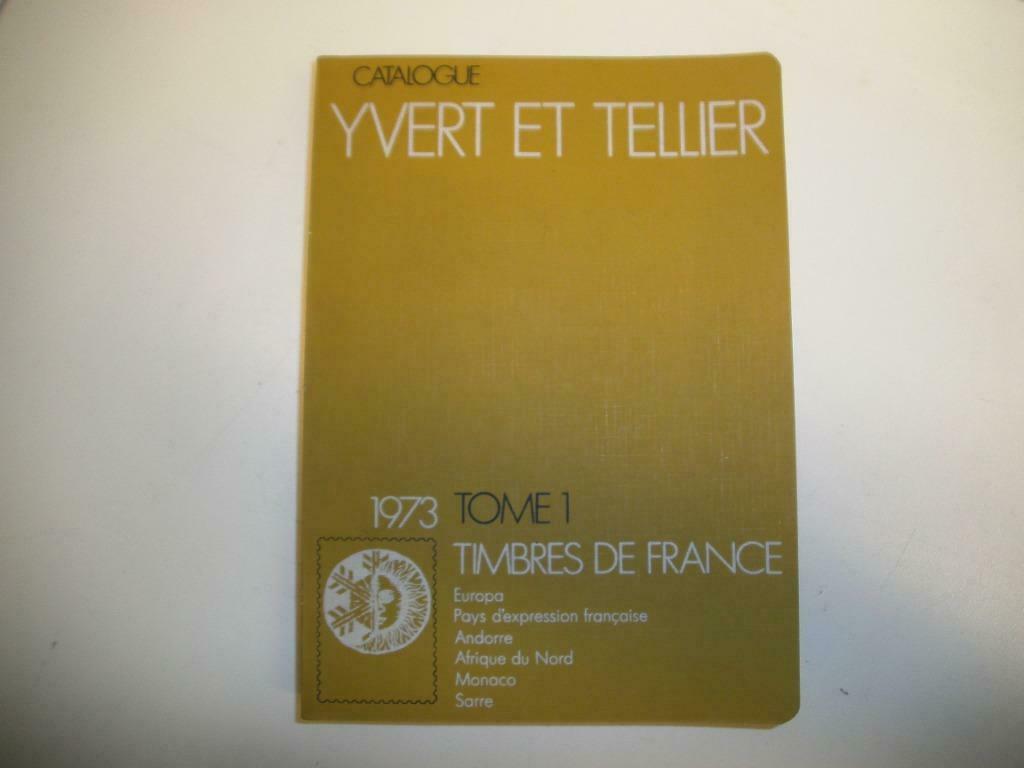 CATALOGUE
YVERT ET TELLIER
1973 TOME 1
TIMBRES DE FRANCE
Europa
Pays d'expression française
Andorre
Afrique du Nord
Monaco
Sarre